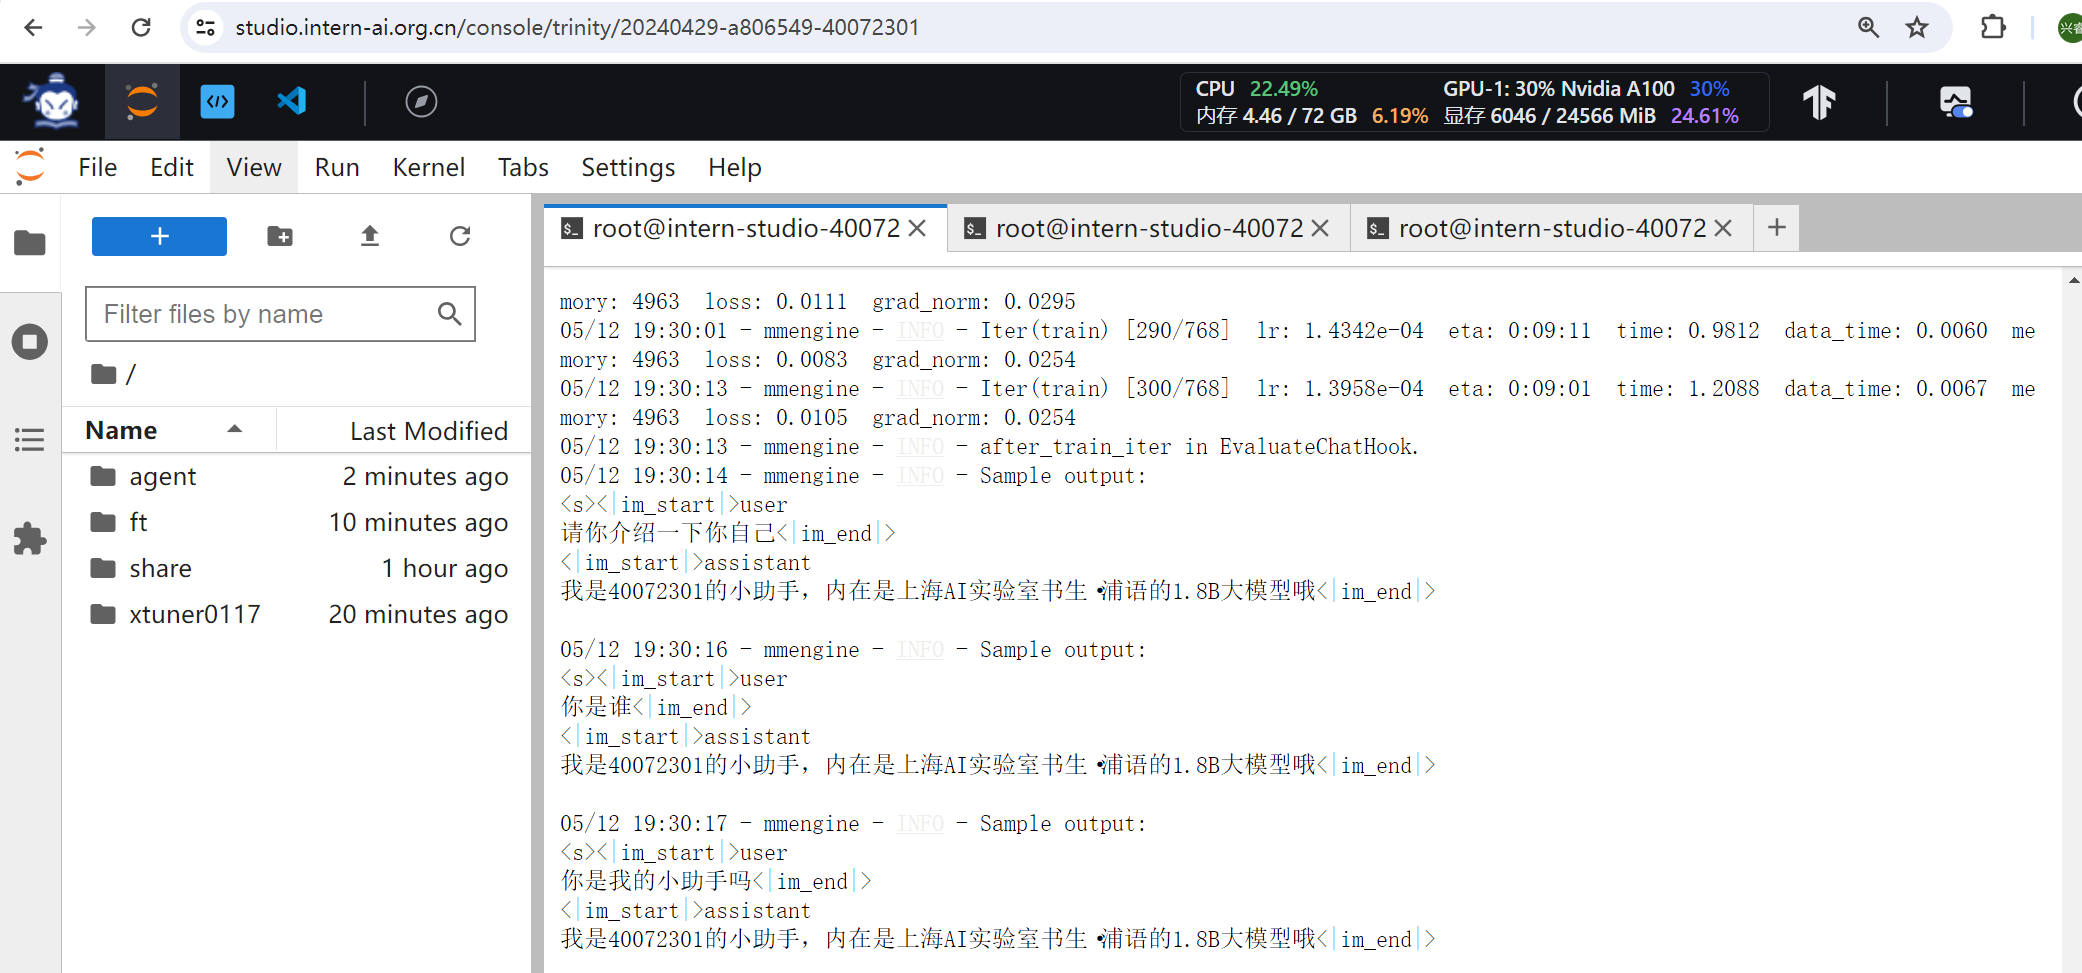 studio.intern-ai.org.cn/console/trinity/20240429-a806549-40072301
兴睿
CPU 22.49%
GPU-1: 30% Nvidia A100 30%
内存 4.46 / 72 GB 6.19%
显存 6046 / 24566 MiB 24.61%
File Edit View Run Kernel Tabs Settings Help
root@intern-studio-40072
root@intern-studio-40072
root@intern-studio-40072
Filter files by name
/
Name Last Modified
agent 2 minutes ago
ft 10 minutes ago
share 1 hour ago
xtuner0117 20 minutes ago
mory: 4963 loss: 0.0111 grad_norm: 0.0295
05/12 19:30:01 - mmengine - INFO - Iter(train) [290/768] lr: 1.4342e-04 eta: 0:09:11 time: 0.9812 data_time: 0.0060 me
mory: 4963 loss: 0.0083 grad_norm: 0.0254
05/12 19:30:13 - mmengine - INFO - Iter(train) [300/768] lr: 1.3958e-04 eta: 0:09:01 time: 1.2088 data_time: 0.0067 me
mory: 4963 loss: 0.0105 grad_norm: 0.0254
05/12 19:30:13 - mmengine - INFO - after_train_iter in EvaluateChatHook.
05/12 19:30:14 - mmengine - INFO - Sample output:
<s><|im_start|>user
请你介绍一下你自己<|im_end|>
<|im_start|>assistant
我是40072301的小助手，内在是上海AI实验室书生·浦语的1.8B大模型哦<|im_end|>
05/12 19:30:16 - mmengine - INFO - Sample output:
<s><|im_start|>user
你是谁<|im_end|>
<|im_start|>assistant
我是40072301的小助手，内在是上海AI实验室书生·浦语的1.8B大模型哦<|im_end|>
05/12 19:30:17 - mmengine - INFO - Sample output:
<s><|im_start|>user
你是我的小助手吗<|im_end|>
<|im_start|>assistant
我是40072301的小助手，内在是上海AI实验室书生·浦语的1.8B大模型哦<|im_end|>